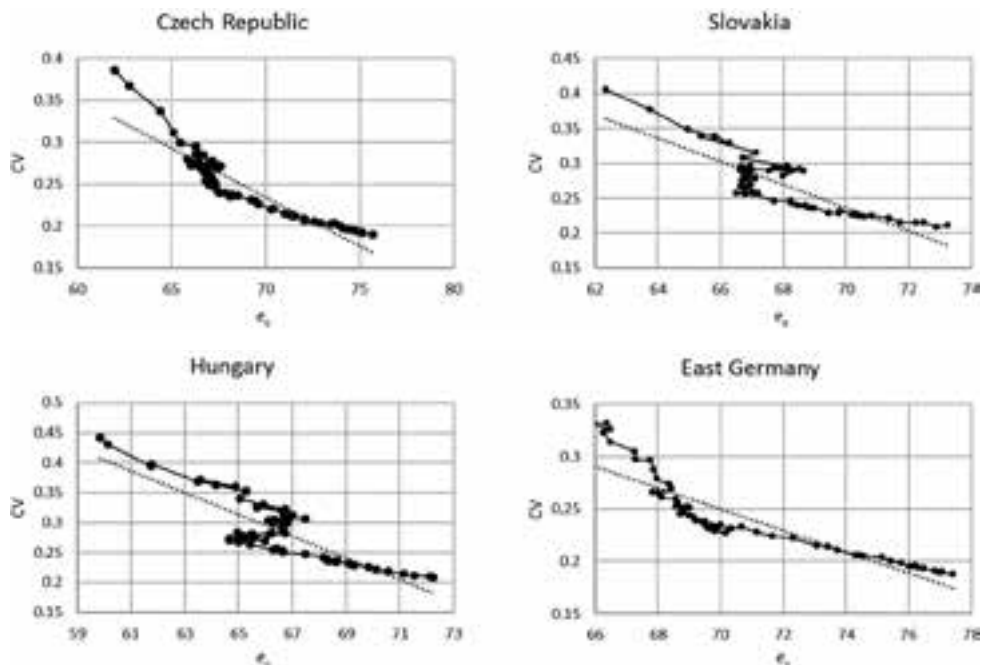 Czech Republic
0.4
0.35
0.3
0.25
0.2
0.15
CV
60 65 70 75 80
e₀
Slovakia
0.45
0.4
0.35
0.3
0.25
0.2
0.15
CV
62 64 66 68 70 72 74
e₀
Hungary
0.5
0.45
0.4
0.35
0.3
0.25
0.2
0.15
CV
59 61 63 65 67 69 71 73
e₀
East Germany
0.35
0.3
0.25
0.2
0.15
CV
66 68 70 72 74 76 78
e₀